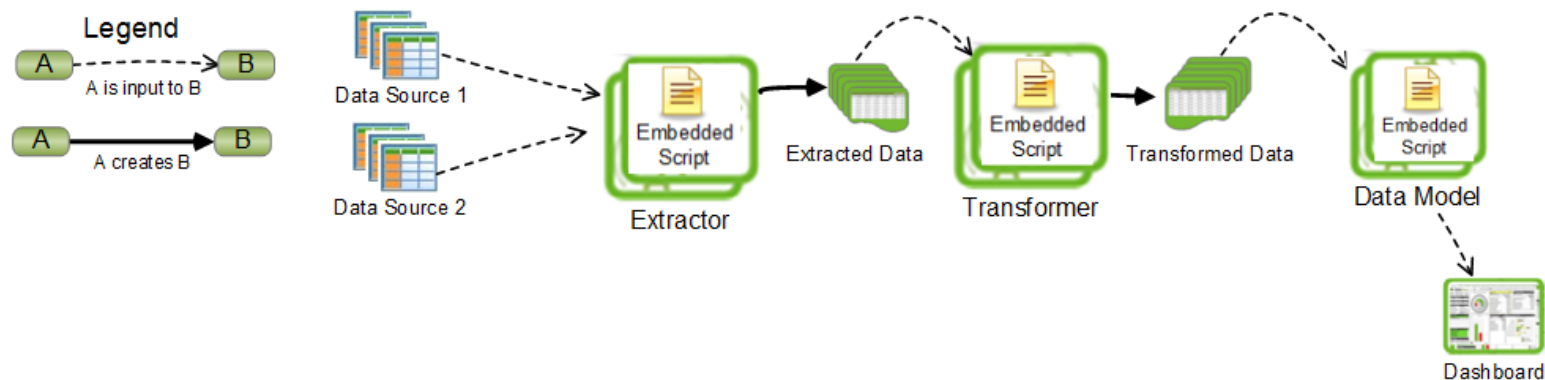 Legend
A
B
A is input to B
A
B
A creates B
Data Source 1
Data Source 2
Embedded
Script
Extractor
Extracted Data
Embedded
Script
Transformer
Transformed Data
Embedded
Script
Data Model
Dashboard